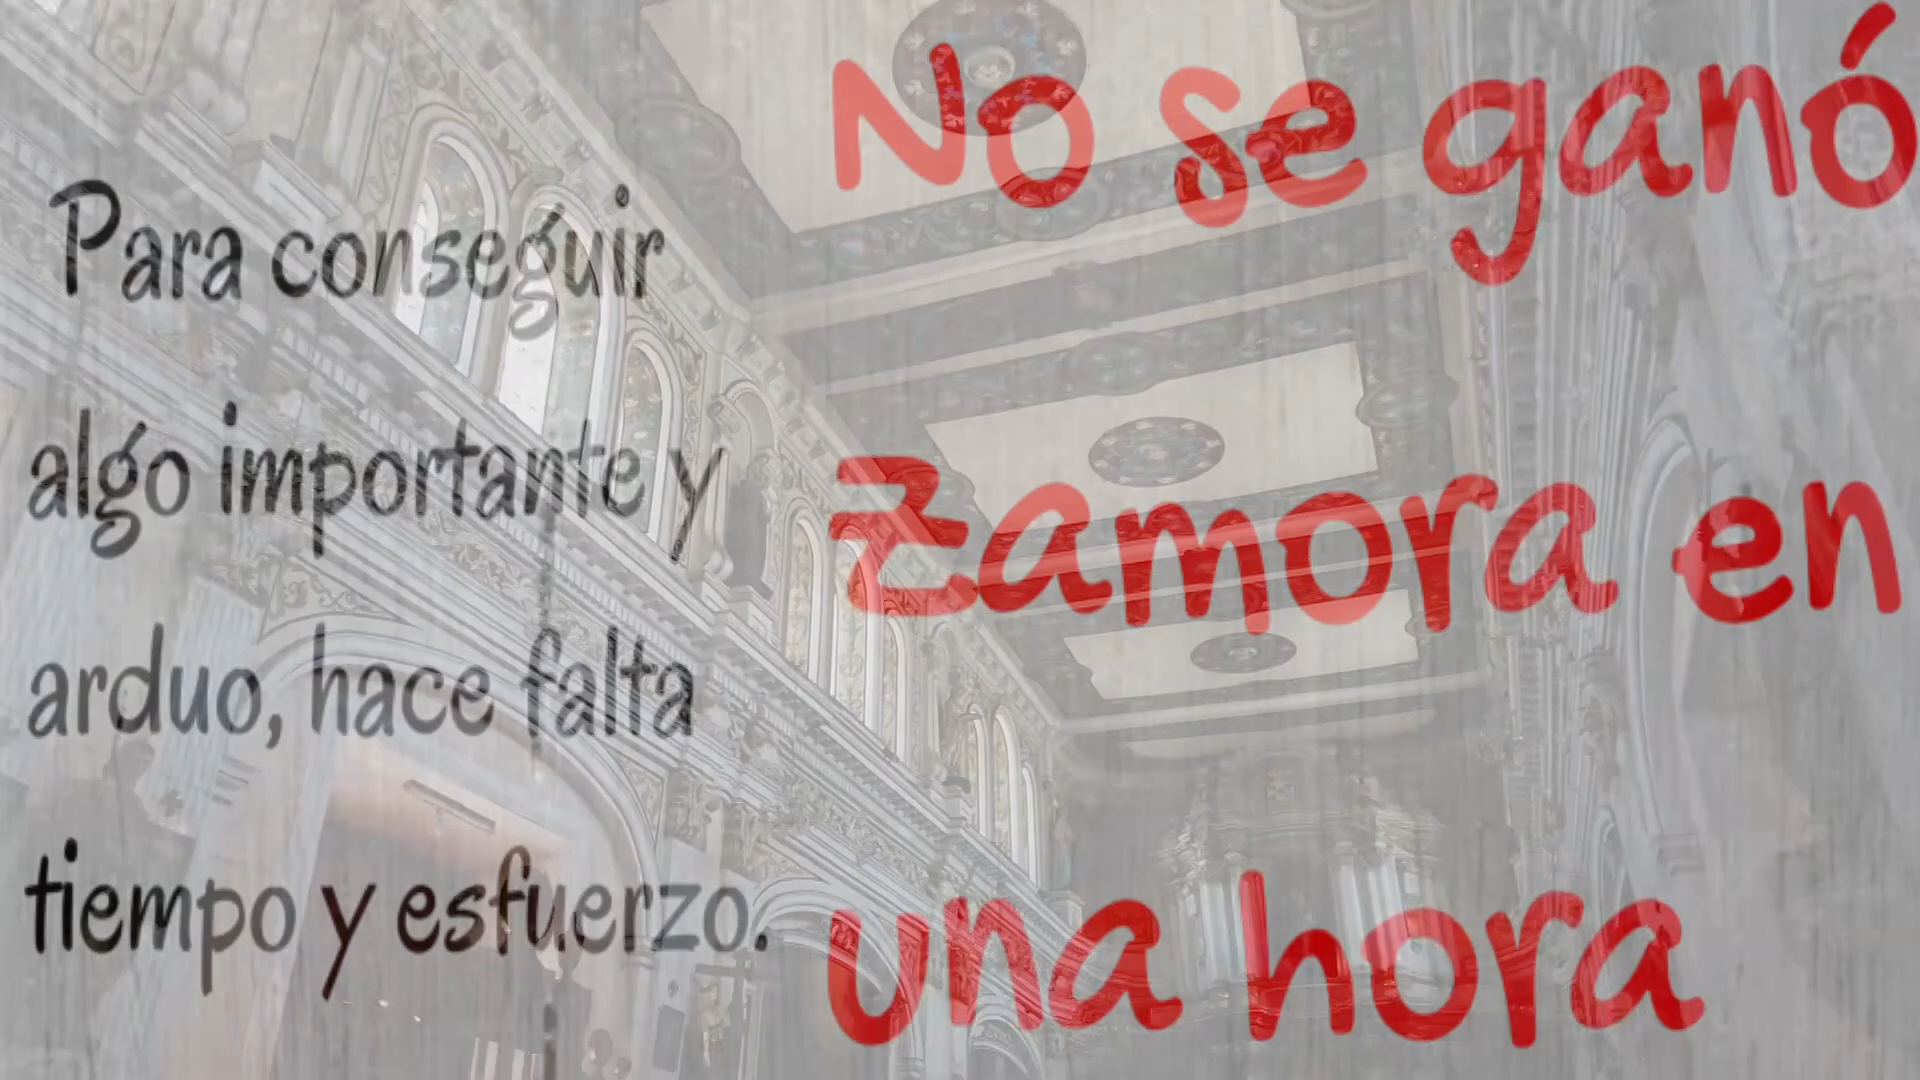 Para conseguir
algo importante y
arduo, hace falta
tiempo y esfuerzo.
No se ganó
Zamora en
una hora